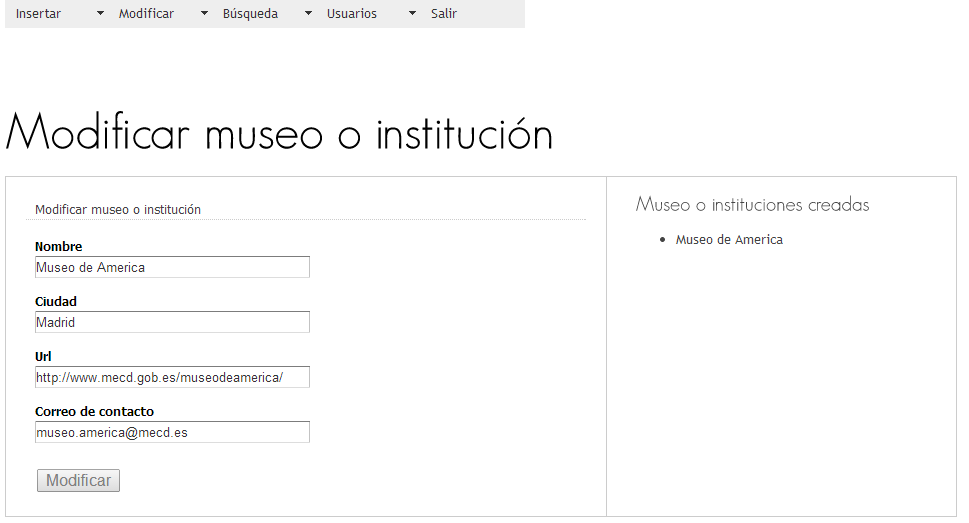 Insertar Modificar Búsqueda Usuarios Salir
Modificar museo o institución
Modificar museo o institución
Nombre
Museo de America
Ciudad
Madrid
Url
http://www.mecd.gob.es/museodeamerica/
Correo de contacto
museo.america@mecd.es
Modificar
Museo o instituciones creadas
Museo de America